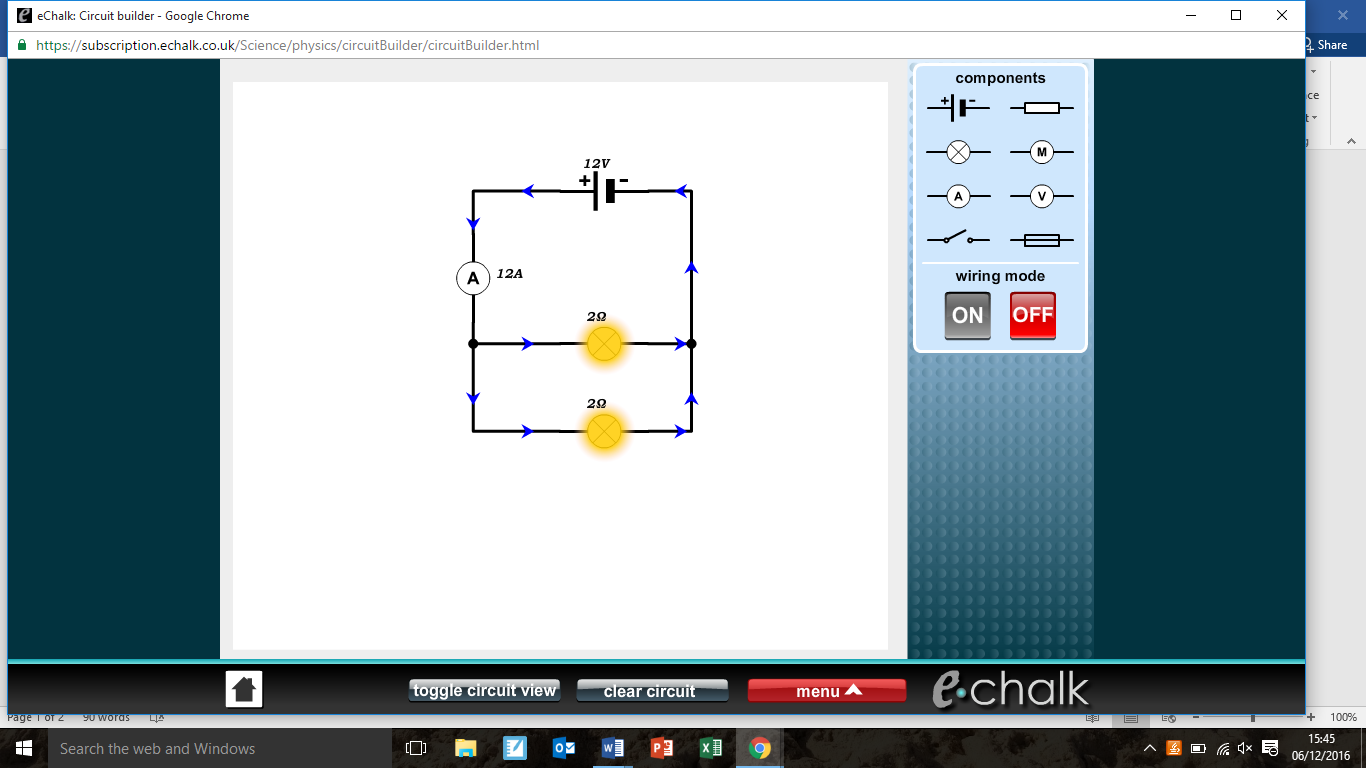 eChalk: Circuit builder - Google Chrome
https://subscription.echalk.co.uk/Science/physics/circuitBuilder/circuitBuilder.html
Share
components
+ -
M
A V
wiring mode
ON OFF
12V
+ -
A 12A
2Ω
2Ω
toggle circuit view clear circuit menu e·chalk
Page 1 of 2 90 words 100%
Search the web and Windows
15:45
06/12/2016